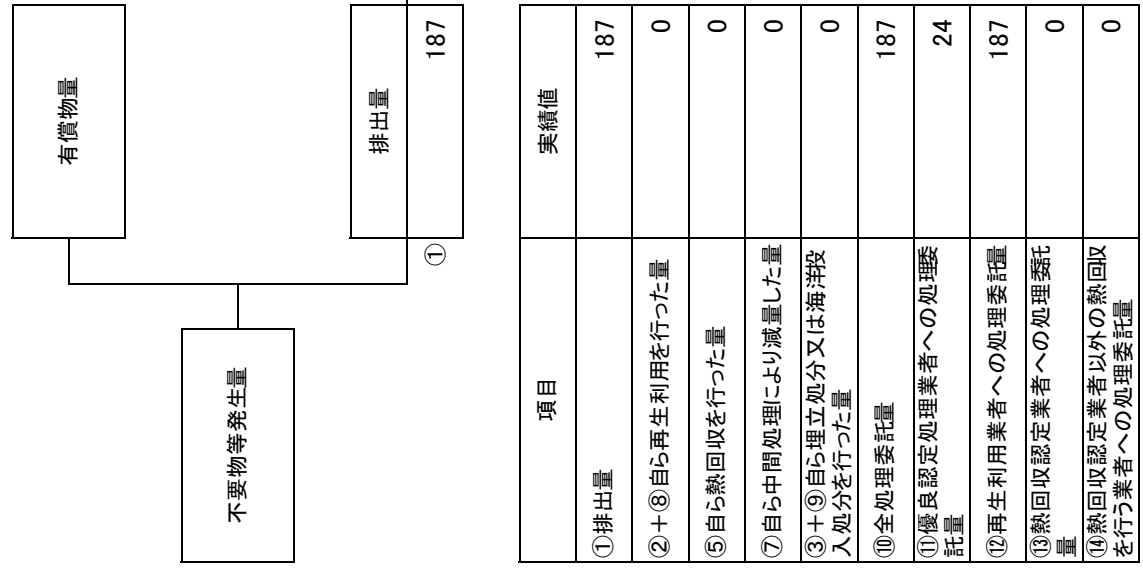 有償物量
不要物等発生量
排出量
① 187
項目 実績値
①排出量 187
②+⑧自ら再生利用を行った量 0
⑤自ら熱回収を行った量 0
⑦自ら中間処理により減量した量 0
③+⑨自ら埋立処分又は海洋投
入処分を行った量 0
⑩全処理委託量 187
⑪優良認定処理業者への処理委
託量 24
⑫再生利用業者への処理委託量 187
⑬熱回収認定業者への処理委託
量 0
⑭熱回収認定業者以外の熱回収
を行う業者への処理委託量 0